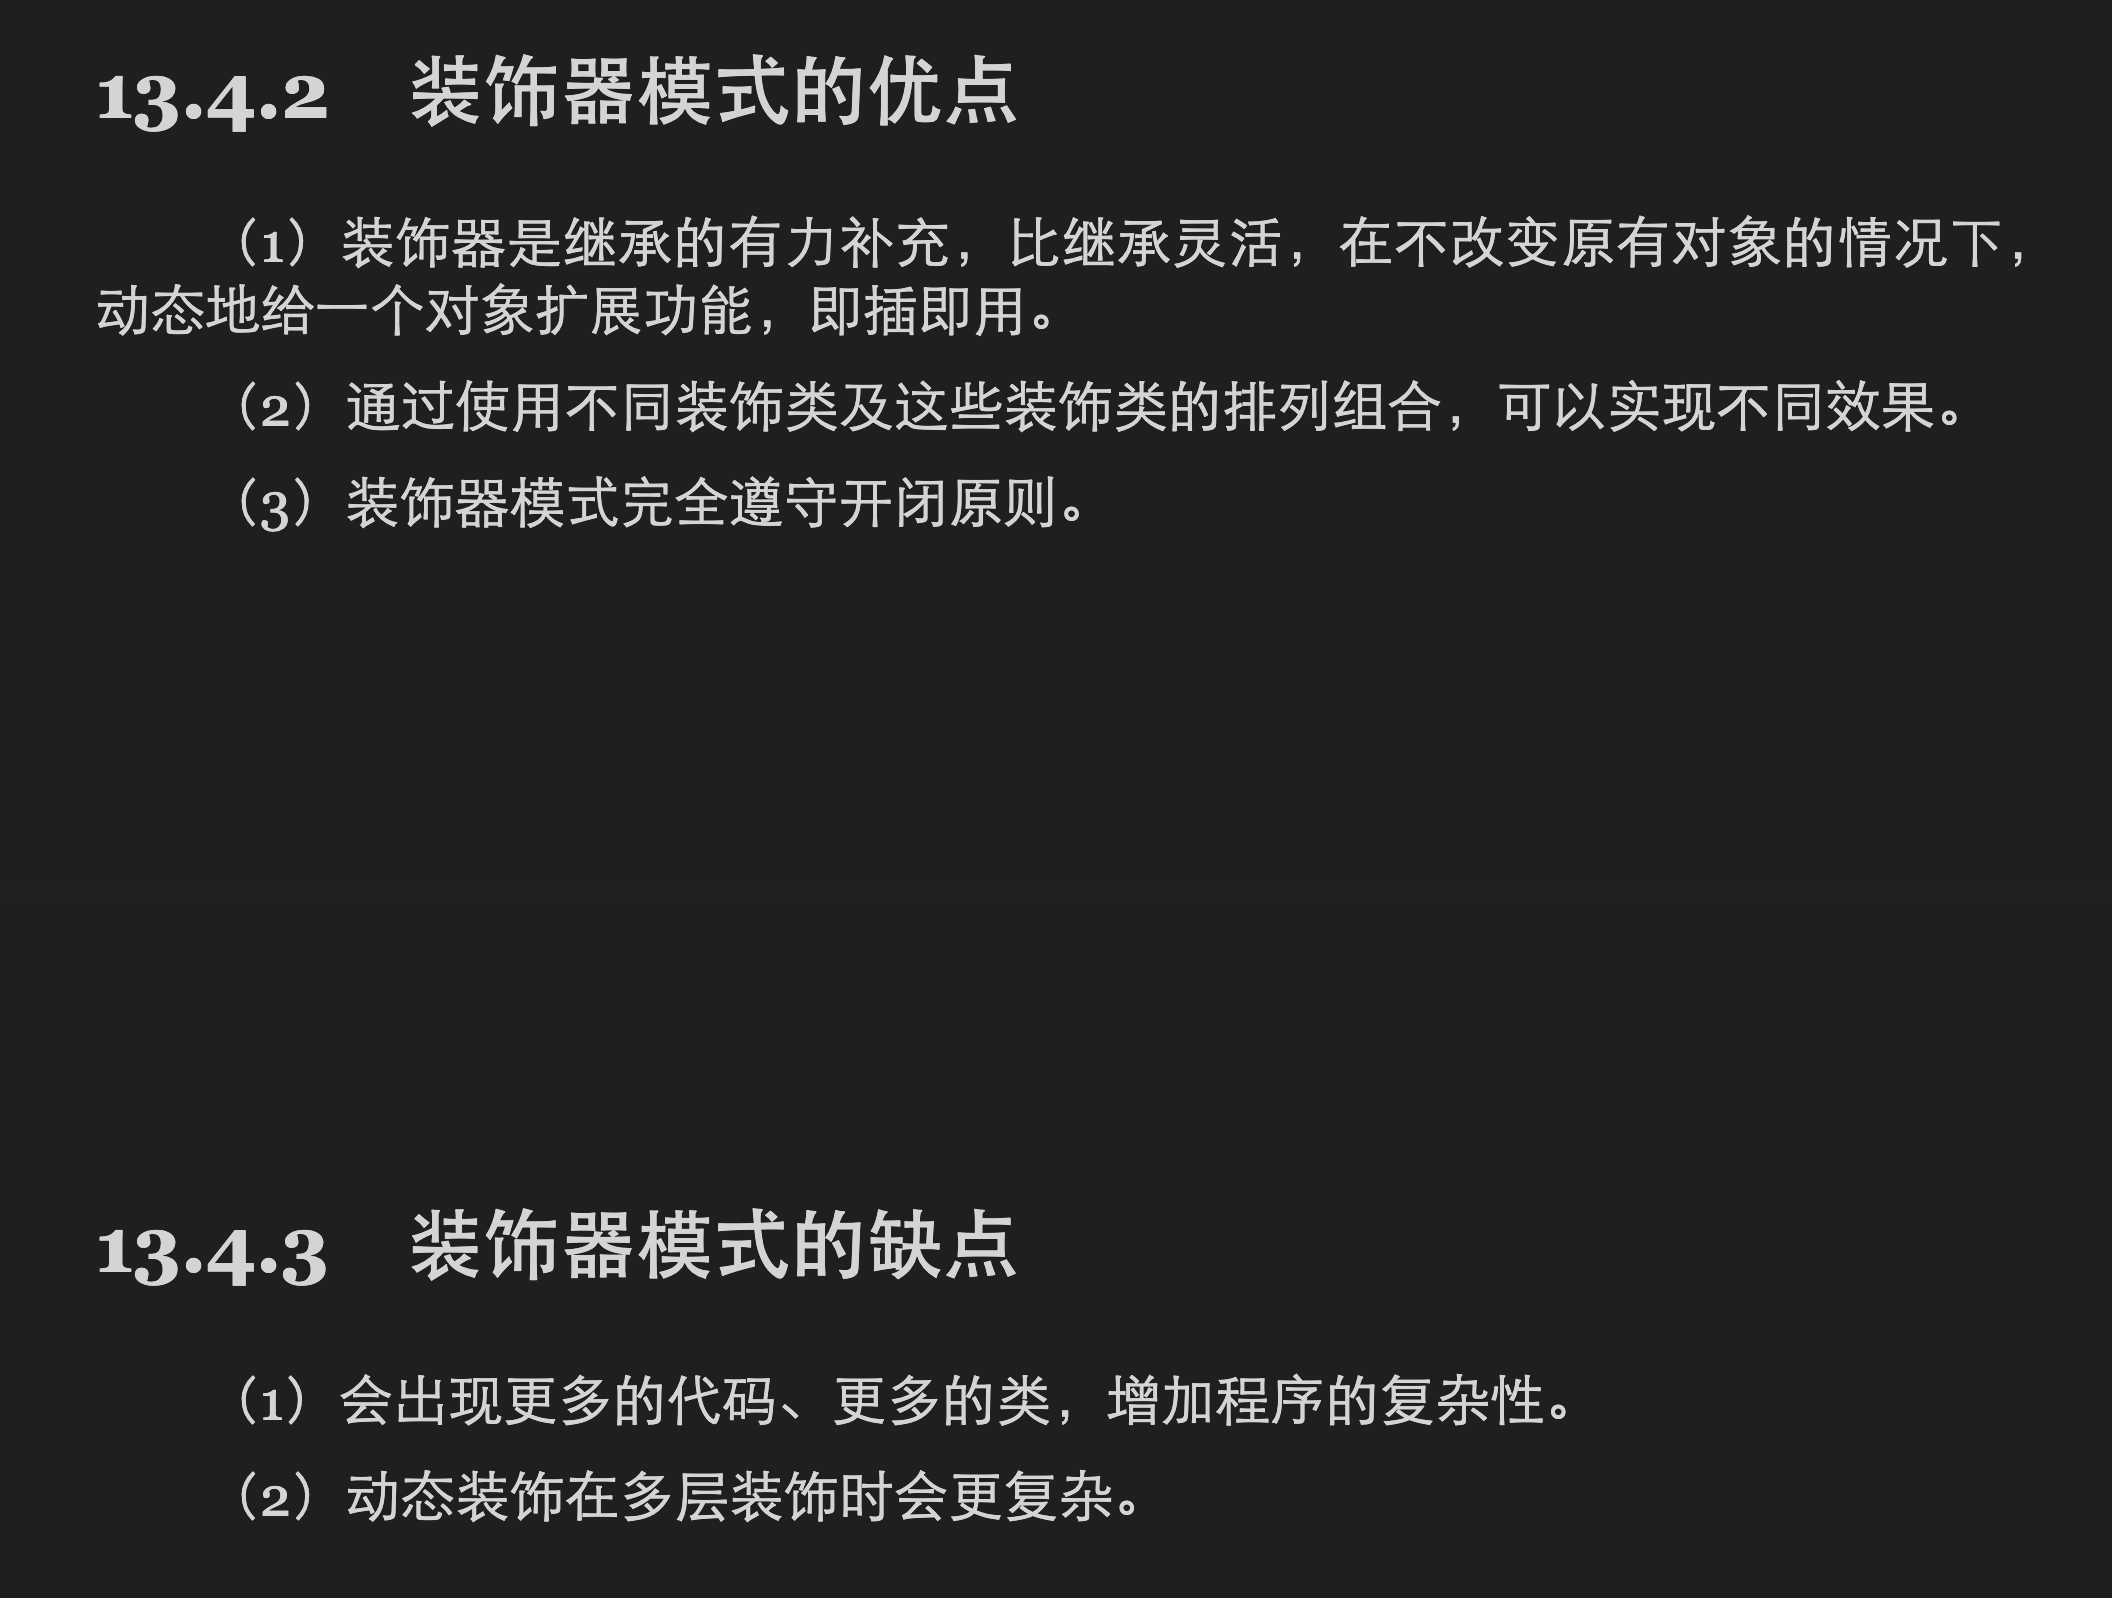 13.4.2 装饰器模式的优点
（1）装饰器是继承的有力补充，比继承灵活，在不改变原有对象的情况下，
动态地给一个对象扩展功能，即插即用。
（2）通过使用不同装饰类及这些装饰类的排列组合，可以实现不同效果。
（3）装饰器模式完全遵守开闭原则。
13.4.3 装饰器模式的缺点
（1）会出现更多的代码、更多的类，增加程序的复杂性。
（2）动态装饰在多层装饰时会更复杂。